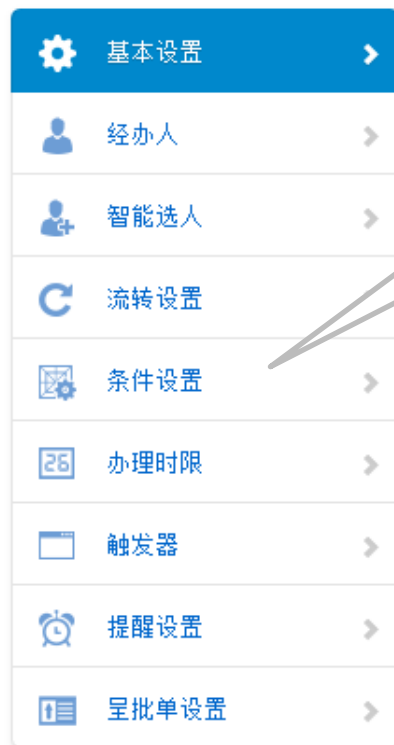 基本设置
经办人
智能选人
流转设置
条件设置
26
办理时限
触发器
提醒设置
呈批单设置